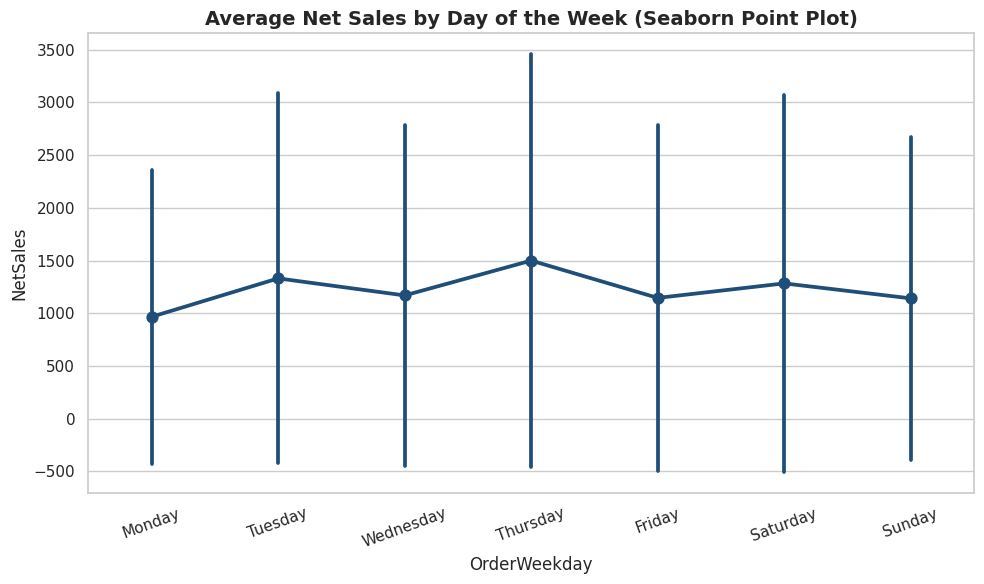 Average Net Sales by Day of the Week (Seaborn Point Plot)
NetSales
3500
3000
2500
2000
1500
1000
500
0
−500
Monday
Tuesday
Wednesday
Thursday
Friday
Saturday
Sunday
OrderWeekday